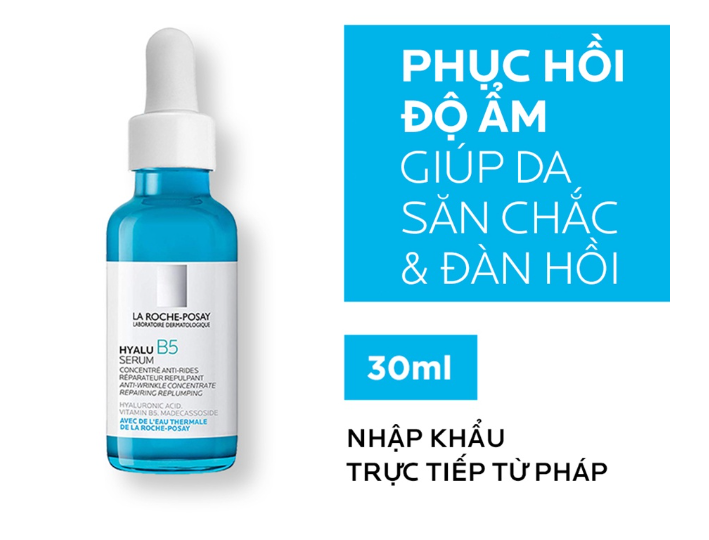 LA ROCHE-POSAY
LABORATOIRE DERMATOLOGIQUE
HYALU B5
SERUM
CONCENTRÉ ANTI-RIDES
RÉPARATEUR REPULPANT
ANTI-WRINKLE CONCENTRATE
REPAIRING REPLUMPING
HYALURONIC ACID.
VITAMIN B5. MADECASSOSIDE
AVEC DE L'EAU THERMALE
DE LA ROCHE-POSAY
PHỤC HỒI
ĐỘ ẨM
GIÚP DA
SĂN CHẮC
& ĐÀN HỒI
30ml
NHẬP KHẨU
TRỰC TIẾP TỪ PHÁP